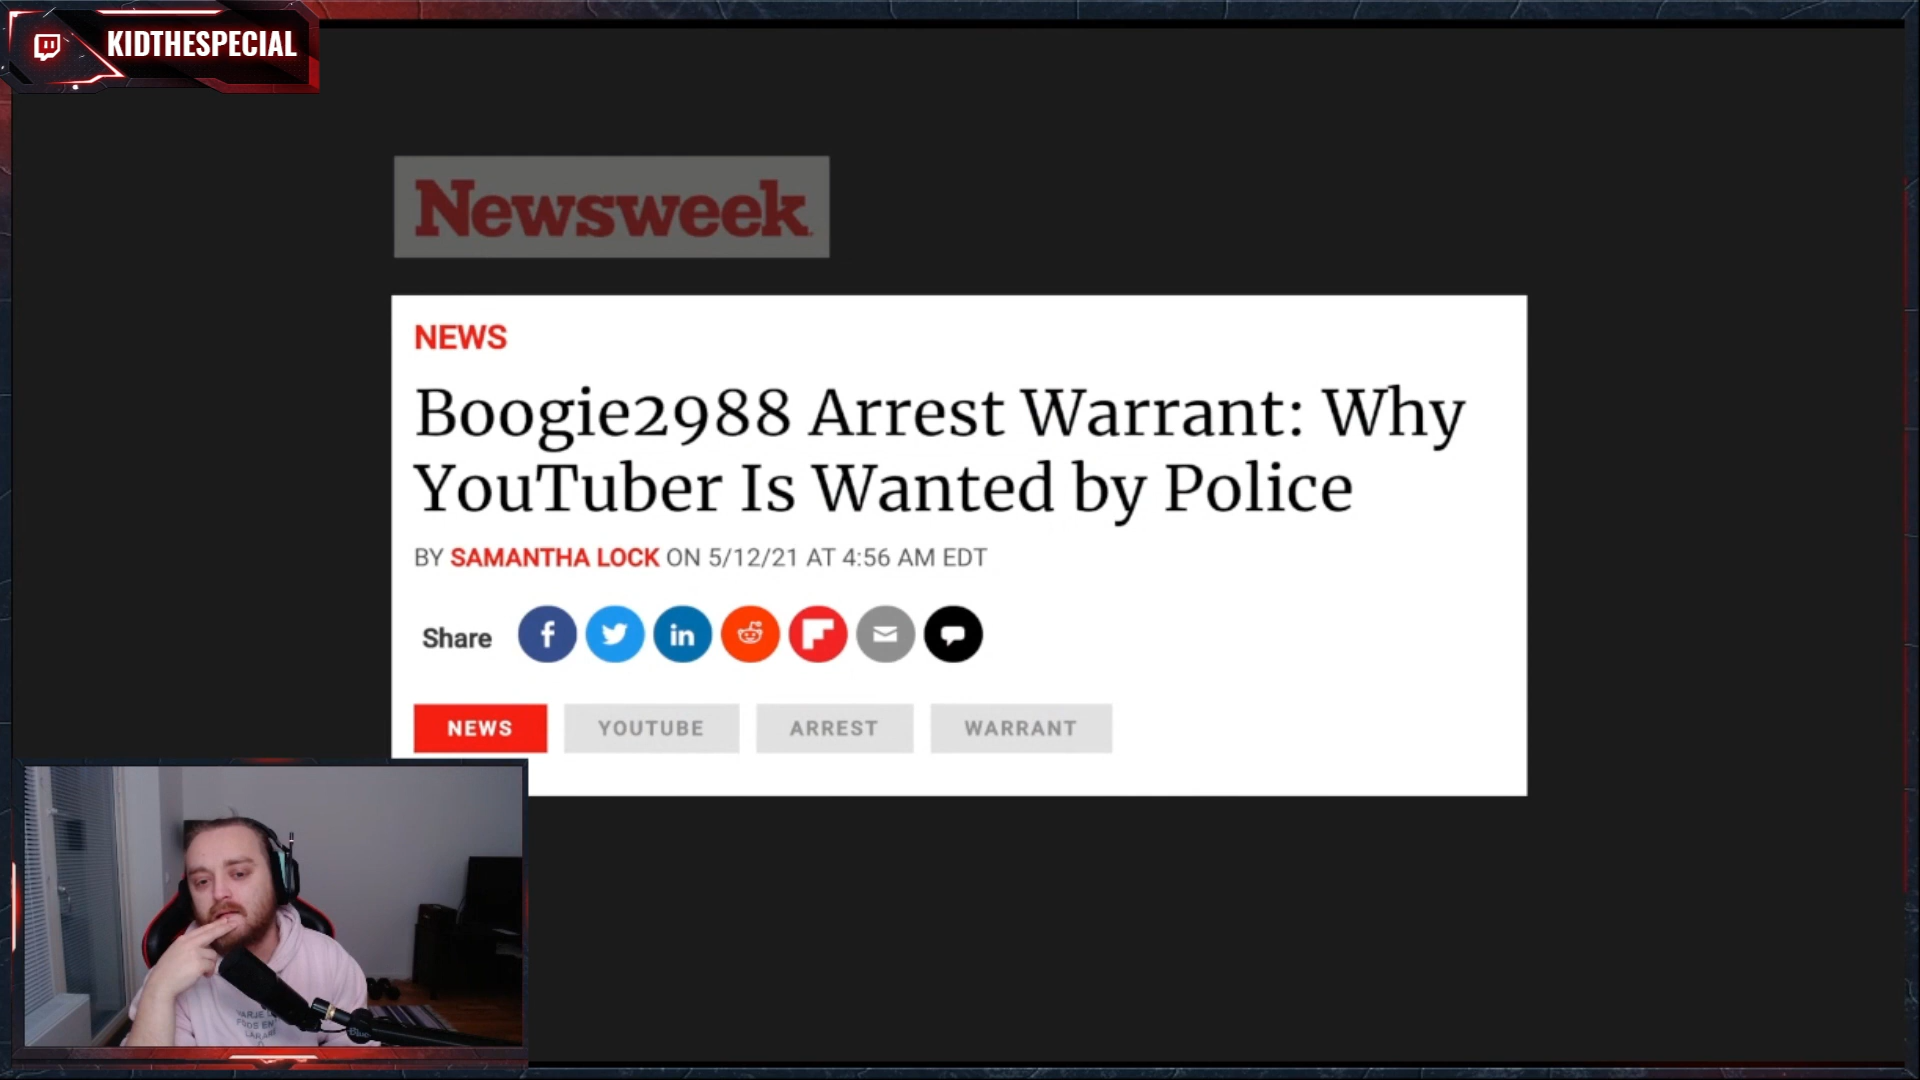 KIDTHESPECIAL
Newsweek
NEWS
Boogie2988 Arrest Warrant: Why
YouTuber Is Wanted by Police
BY SAMANTHA LOCK ON 5/12/21 AT 4:56 AM EDT
Share
NEWS YOUTUBE ARREST WARRANT